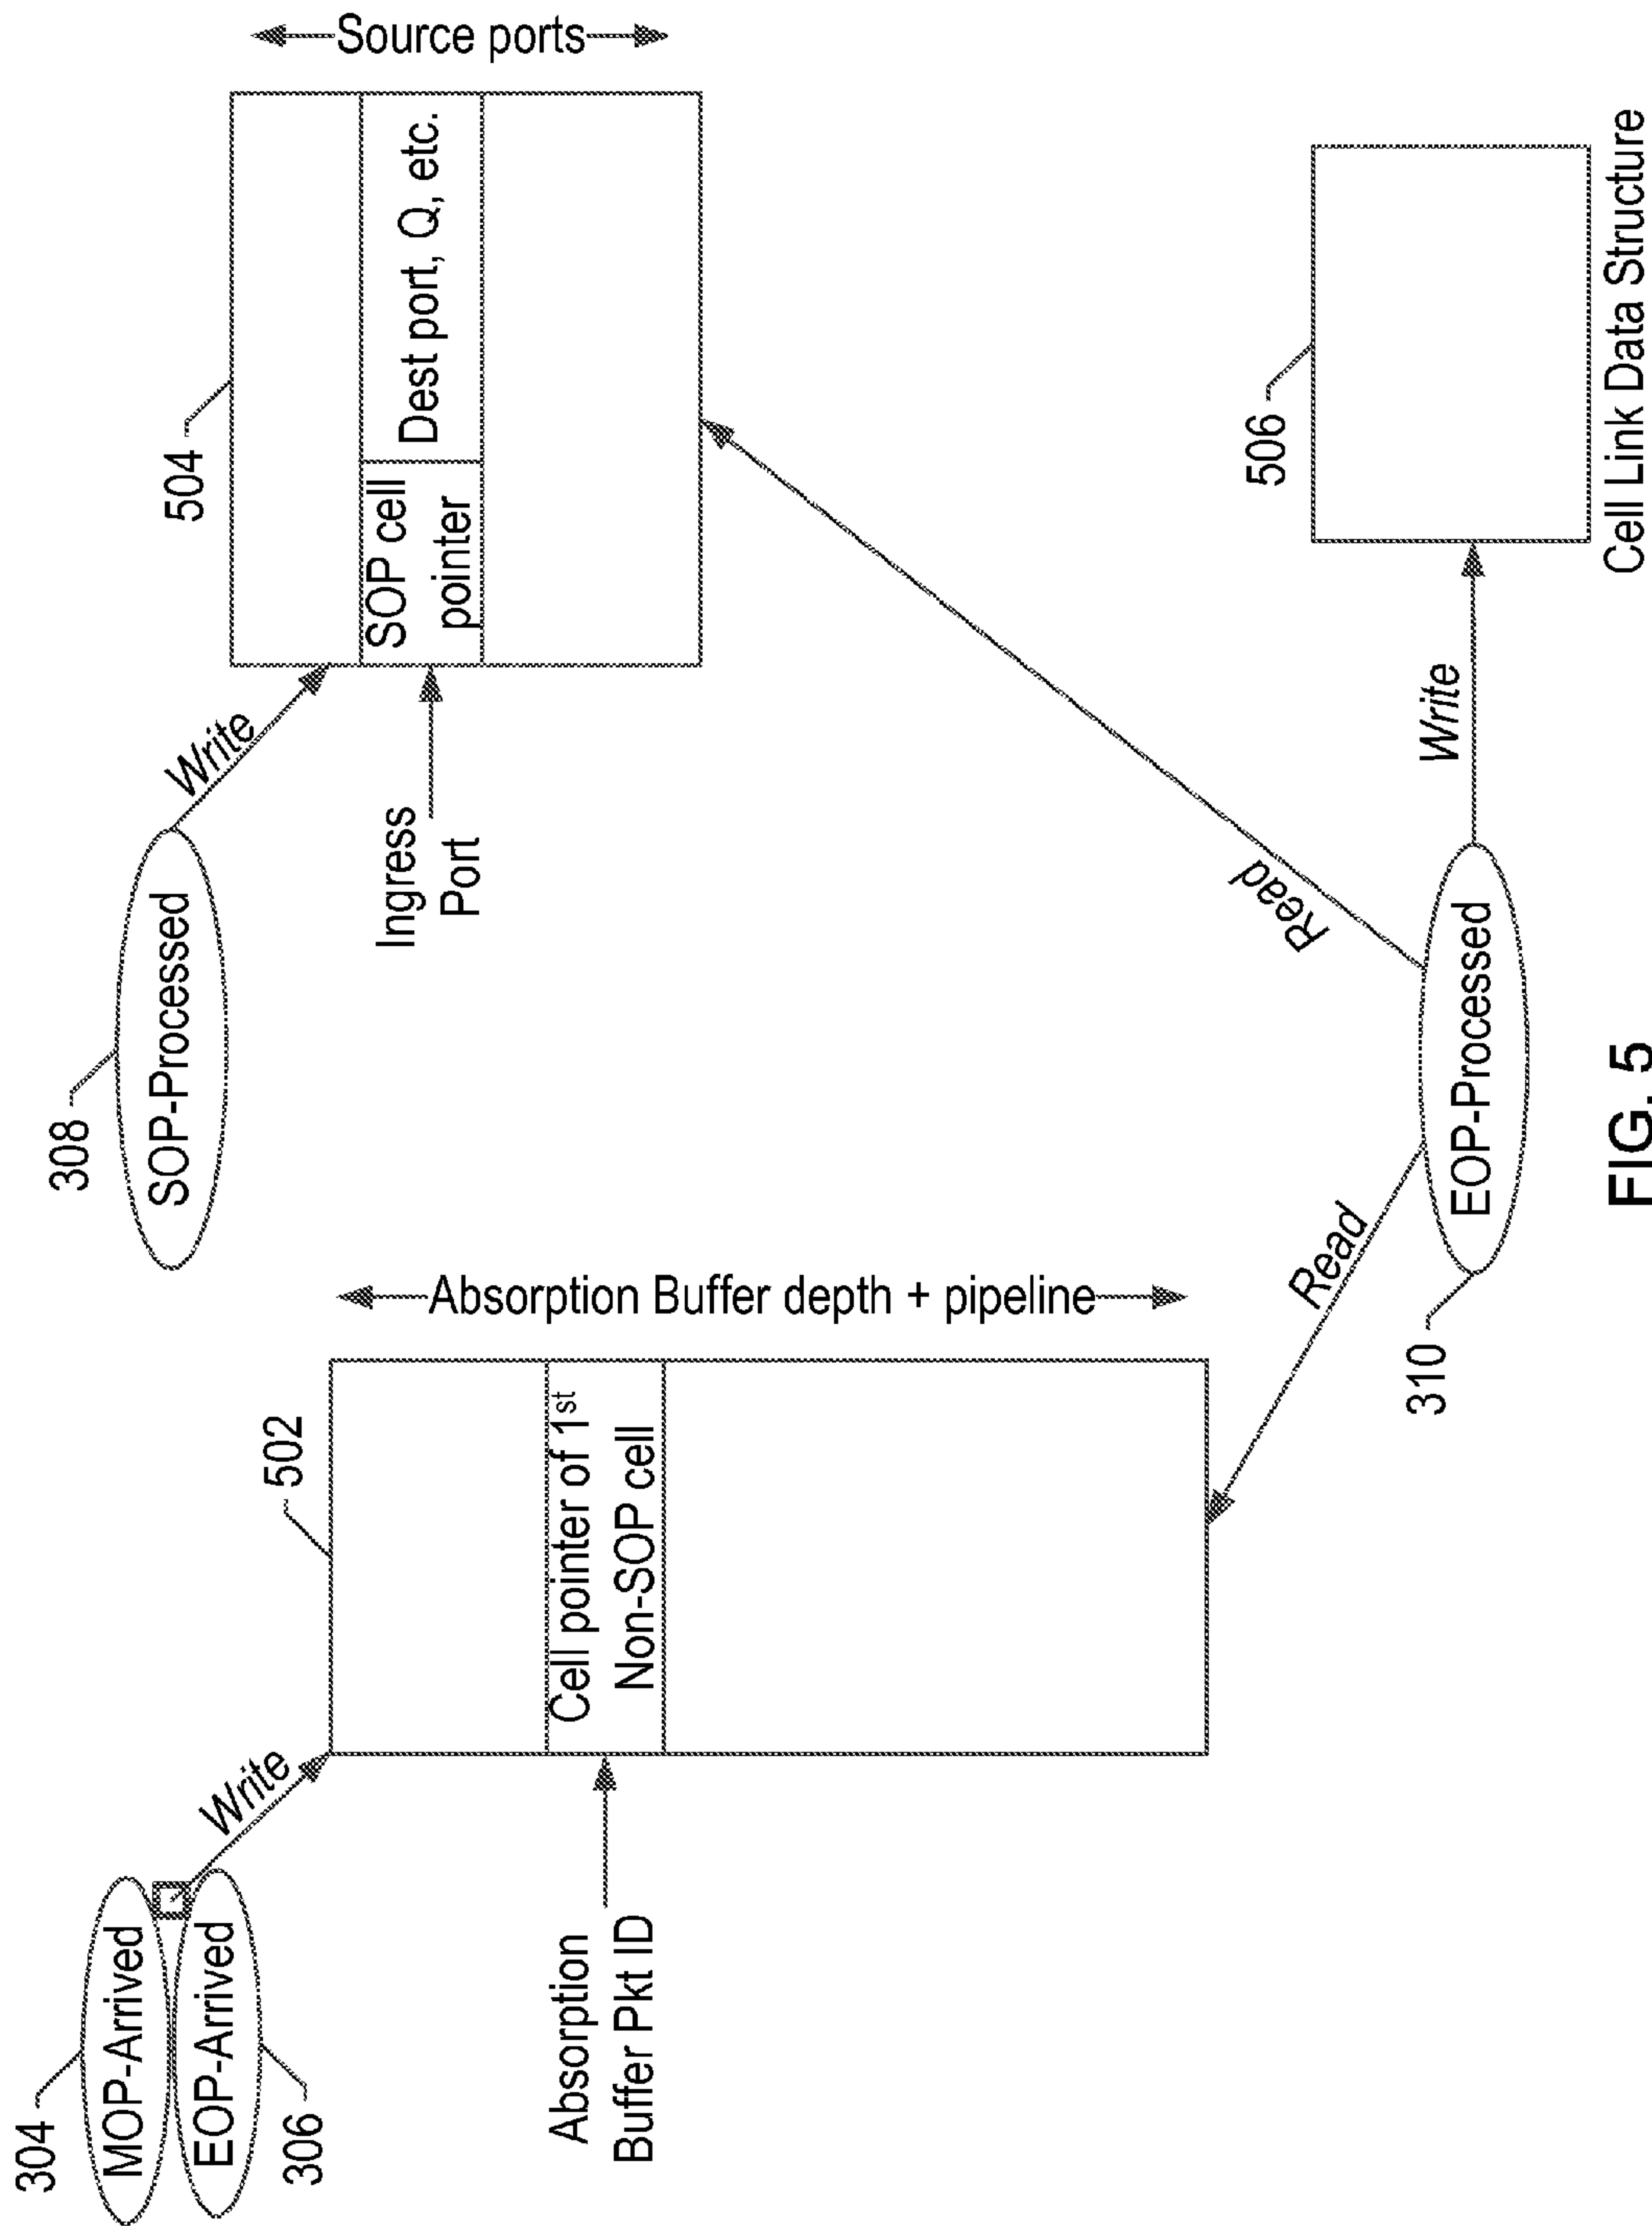 304
MOP-Arrived
EOP-Arrived
306
Write
Absorption
Buffer Pkt ID
502
Cell pointer of 1st
Non-SOP cell
Absorption Buffer depth + pipeline
308
SOP-Processed
Write
Ingress
Port
504
SOP cell
pointer
Dest port, Q, etc.
Source ports
Read
Read
310
EOP-Processed
Write
506
Cell Link Data Structure
FIG. 5